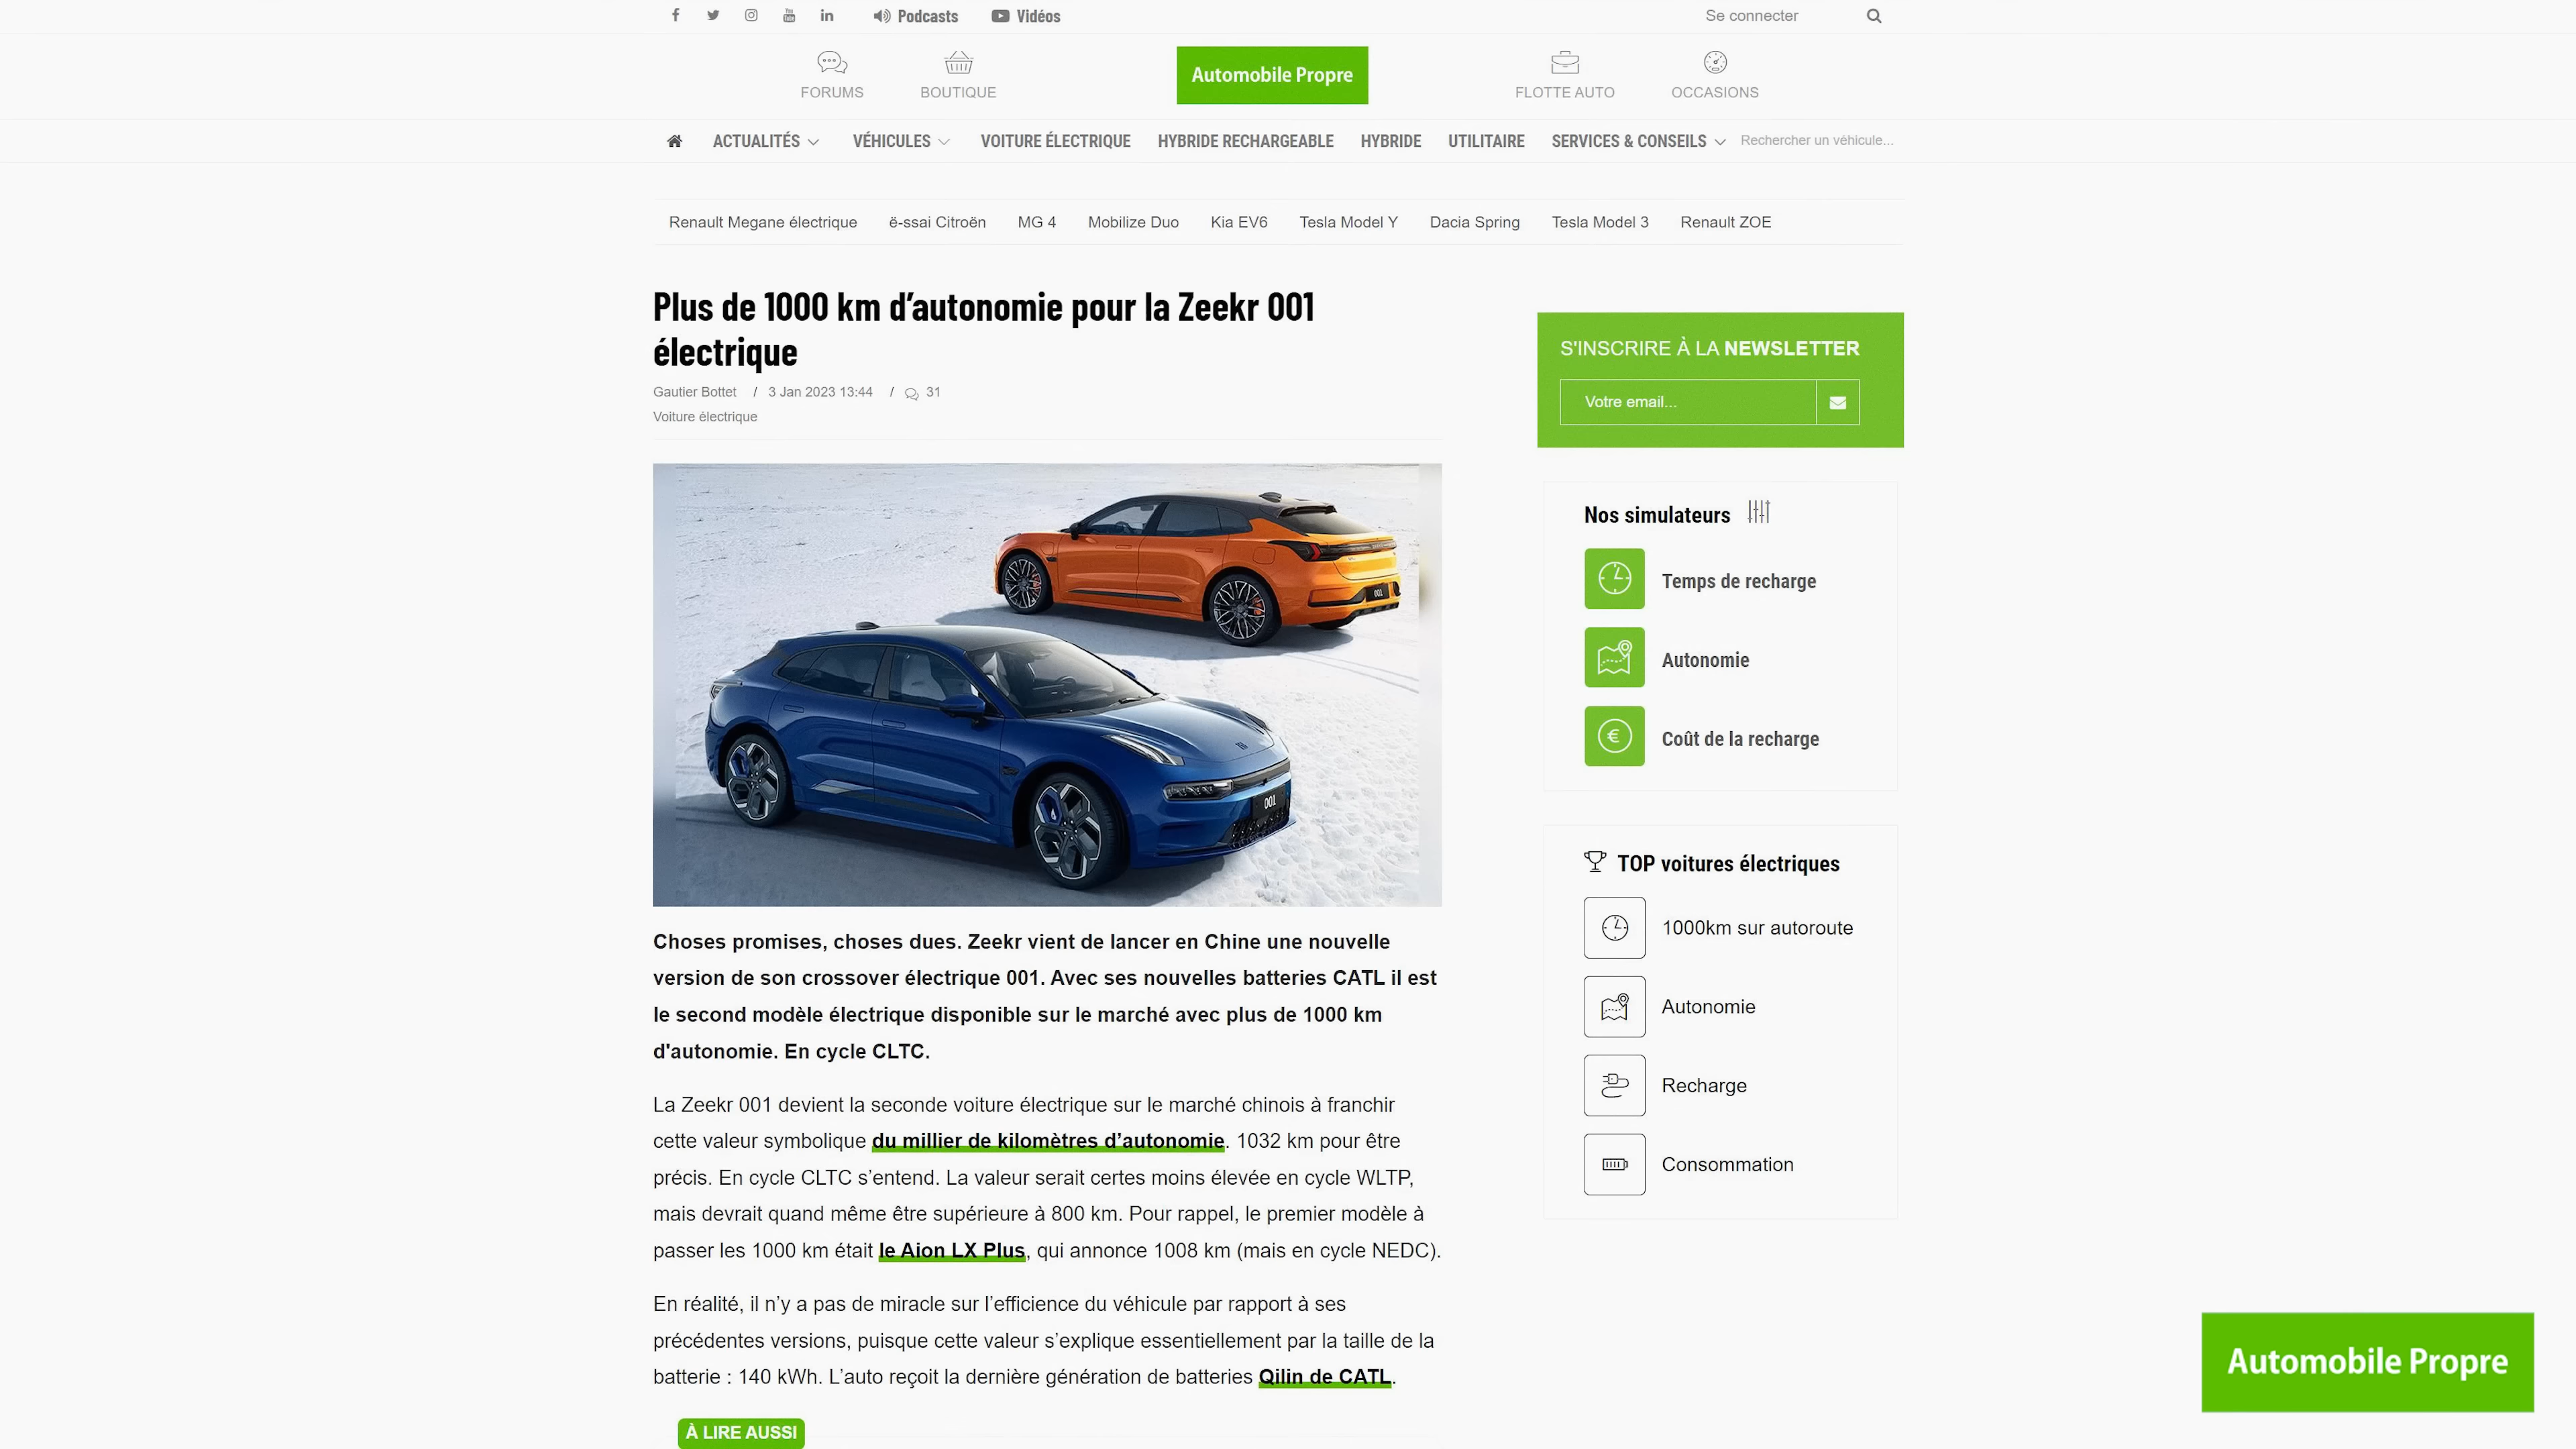 Podcasts
Vidéos
Se connecter
FORUMS
BOUTIQUE
Automobile Propre
FLOTTE AUTO
OCCASIONS
ACTUALITÉS
VÉHICULES
VOITURE ÉLECTRIQUE
HYBRIDE RECHARGEABLE
HYBRIDE
UTILITAIRE
SERVICES & CONSEILS
Rechercher un véhicule...
Renault Megane électrique
ë-ssai Citroën
MG 4
Mobilize Duo
Kia EV6
Tesla Model Y
Dacia Spring
Tesla Model 3
Renault ZOE
Plus de 1000 km d’autonomie pour la Zeekr 001
électrique
Gautier Bottet / 3 Jan 2023 13:44 / 31
Voiture électrique
001
001
Choses promises, choses dues. Zeekr vient de lancer en Chine une nouvelle
version de son crossover électrique 001. Avec ses nouvelles batteries CATL il est
le second modèle électrique disponible sur le marché avec plus de 1000 km
d'autonomie. En cycle CLTC.
La Zeekr 001 devient la seconde voiture électrique sur le marché chinois à franchir
cette valeur symbolique du millier de kilomètres d’autonomie. 1032 km pour être
précis. En cycle CLTC s’entend. La valeur serait certes moins élevée en cycle WLTP,
mais devrait quand même être supérieure à 800 km. Pour rappel, le premier modèle à
passer les 1000 km était le Aion LX Plus, qui annonce 1008 km (mais en cycle NEDC).
En réalité, il n’y a pas de miracle sur l’efficience du véhicule par rapport à ses
précédentes versions, puisque cette valeur s’explique essentiellement par la taille de la
batterie : 140 kWh. L’auto reçoit la dernière génération de batteries Qilin de CATL.
À LIRE AUSSI
S'INSCRIRE À LA NEWSLETTER
Votre email...
Nos simulateurs
Temps de recharge
Autonomie
Coût de la recharge
TOP voitures électriques
1000km sur autoroute
Autonomie
Recharge
Consommation
Automobile Propre